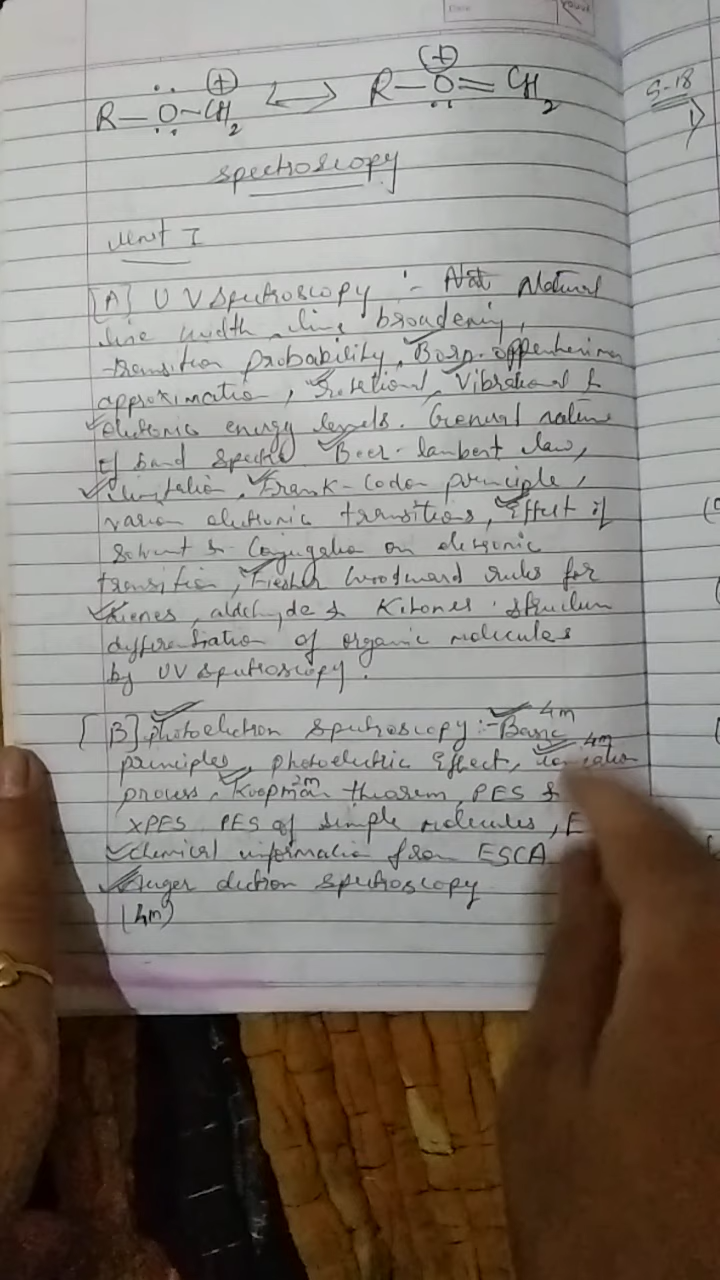 R–O–CH2 ⟷ R–O=CH2
S-18
spectroscopy
Unit I
[A] UV Spectroscopy :- Nat Natural
line width, line broadening,
transition probability, Born-oppenheimer
approximation, Rotational, Vibrational &
electronic energy levels. General nature
of band spectra Beer-lambert law,
limitation, Frank-Codon principle,
various electronic transitions, Effect of
Solvent & Conjugation on electronic
transition, Fiesher Woodward rules for
Dienes, aldehyde & Ketones. Structure
differentiation of organic molecules
by UV Spectroscopy.
[B] photoelectron spectroscopy :- Basic 4m
principles, photoelectric Effect, 4m
process, Koopman theorem, 2m PES &
XPES PES of simple molecules, E
chemical information from ESCA
Auger electron spectroscopy
(4m)